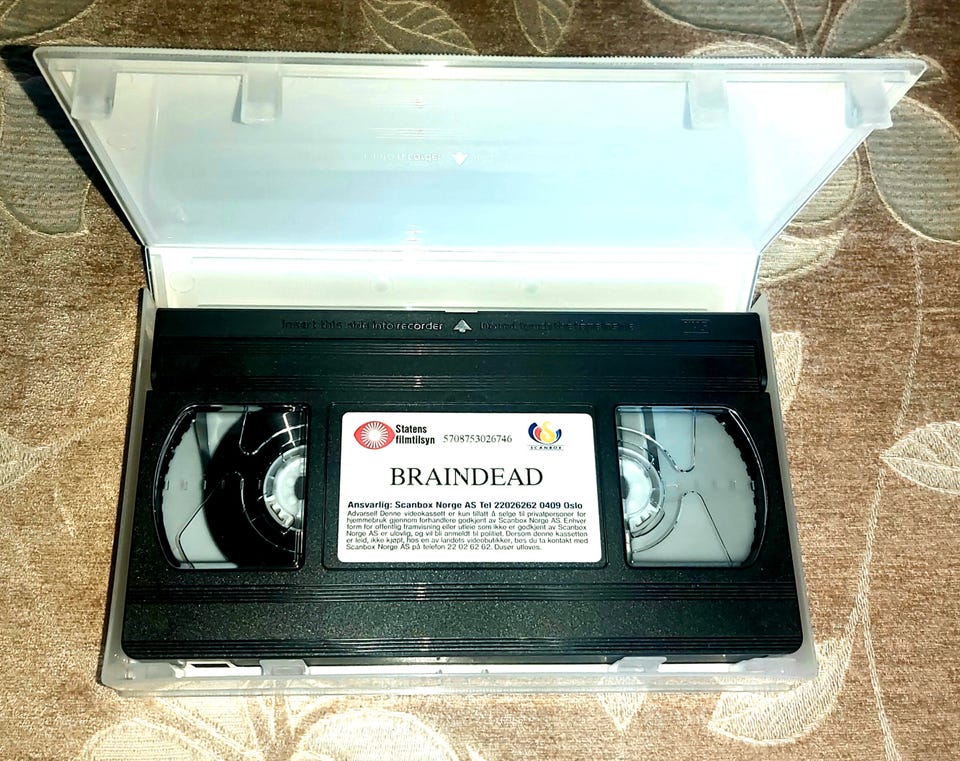 Insert this side into recorder
Statens
filmtilsyn
5708753026746
SCANBOX
BRAINDEAD
Ansvarlig: Scanbox Norge AS Tel 22026262 0409 Oslo
Advarsel! Denne videokassett er kun tillatt å selge til privatpersoner for
hjemmebruk gjennom forhandlere godkjent av Scanbox Norge AS. Enhver
form for offentlig framvisning eller utleie som ikke er godkjent av Scanbox
Norge AS er ulovlig, og vil bli anmeldt til politiet. Dersom denne kassetten
er leid, ikke kjøpt, hos en av landets videobutikker, bes du ta kontakt med
Scanbox Norge AS på telefon 22 02 62 62. Dusør utloves.